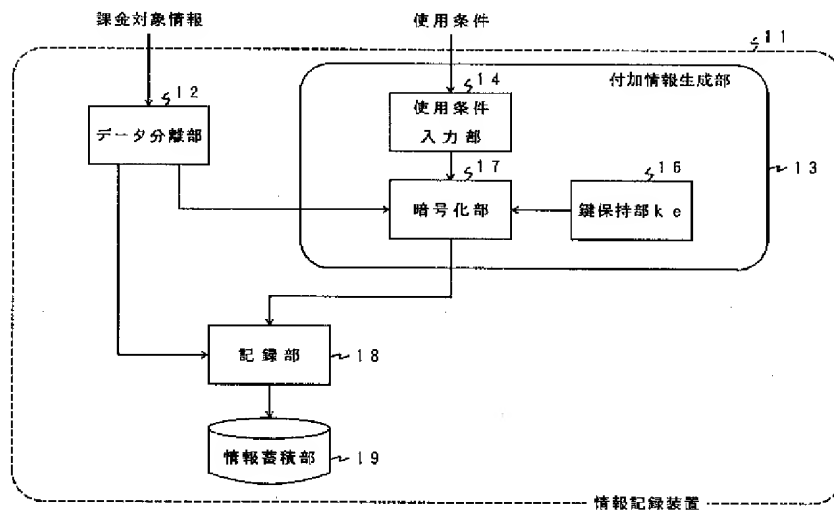 課金対象情報
使用条件
11
付加情報生成部
12
データ分離部
14
使用条件
入力部
17
暗号化部
16
鍵保持部ke
13
記録部
18
情報蓄積部
19
情報記録装置